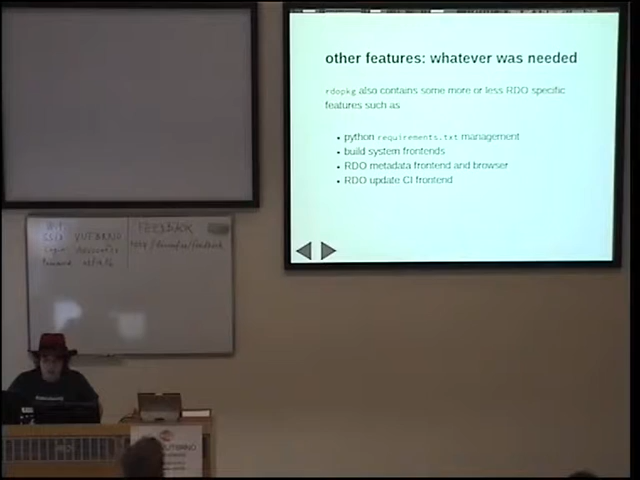 other features: whatever was needed
rdopkg also contains some more or less RDO specific
features such as
• python requirements.txt management
• build system frontends
• RDO metadata frontend and browser
• RDO update CI frontend
FEEDBACK